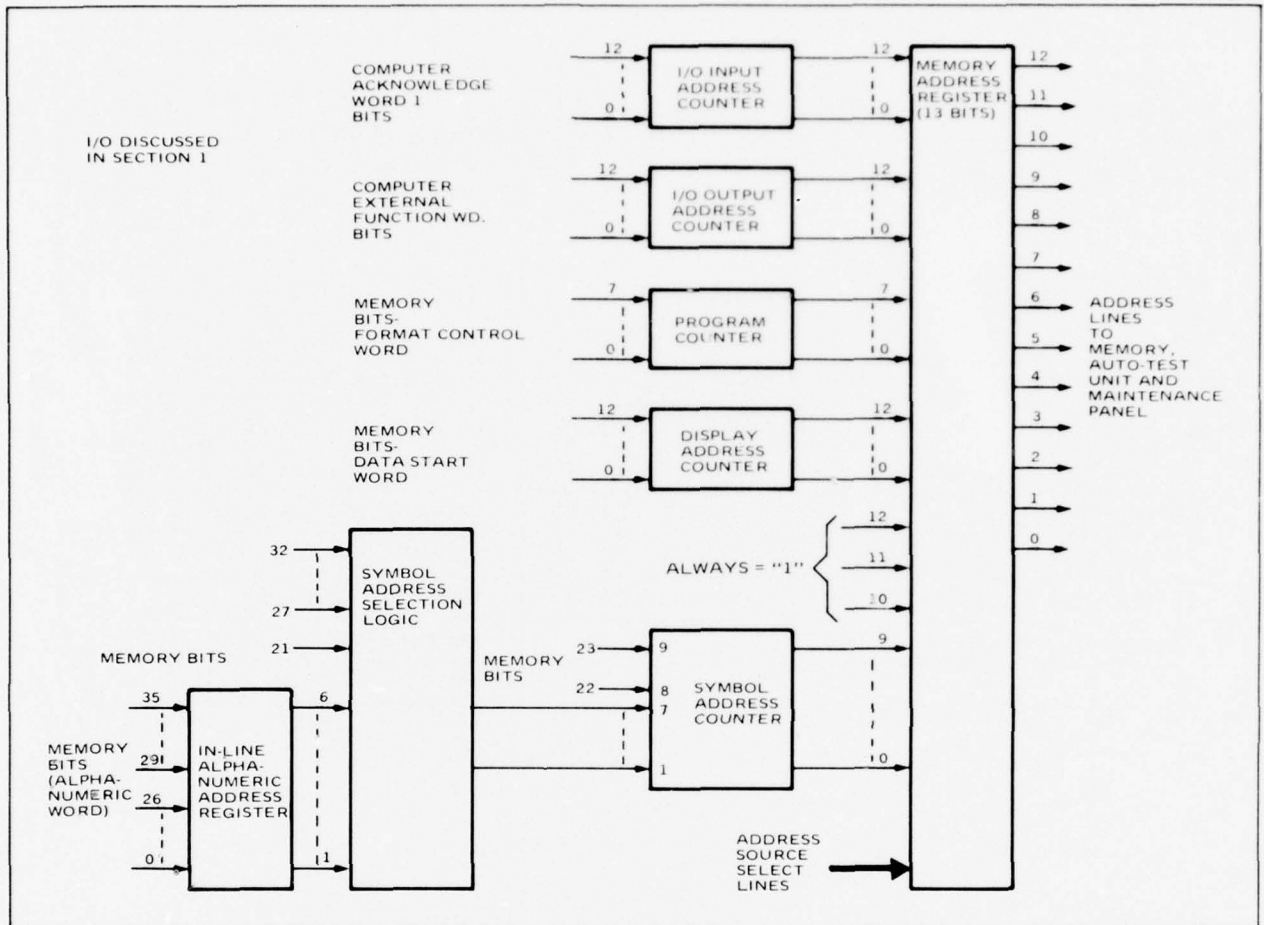 I/O DISCUSSED
IN SECTION 1
COMPUTER
ACKNOWLEDGE
WORD 1
BITS
12
0
I/O INPUT
ADDRESS
COUNTER
12
0
COMPUTER
EXTERNAL
FUNCTION WD.
BITS
12
0
I/O OUTPUT
ADDRESS
COUNTER
12
0
MEMORY
BITS-
FORMAT CONTROL
WORD
7
0
PROGRAM
COUNTER
7
0
MEMORY
BITS-
DATA START
WORD
12
0
DISPLAY
ADDRESS
COUNTER
12
0
ALWAYS = "1"
12
11
10
32
27
21
SYMBOL
ADDRESS
SELECTION
LOGIC
MEMORY BITS
MEMORY
BITS
(ALPHA-
NUMERIC
WORD)
35
29
26
0
IN-LINE
ALPHA-
NUMERIC
ADDRESS
REGISTER
6
1
MEMORY
BITS
23
22
9
8
7
1
SYMBOL
ADDRESS
COUNTER
9
0
ADDRESS
SOURCE
SELECT
LINES
MEMORY
ADDRESS
REGISTER
(13 BITS)
12
11
10
9
8
7
6
5
4
3
2
1
0
ADDRESS
LINES
TO
MEMORY,
AUTO-TEST
UNIT AND
MAINTENANCE
PANEL